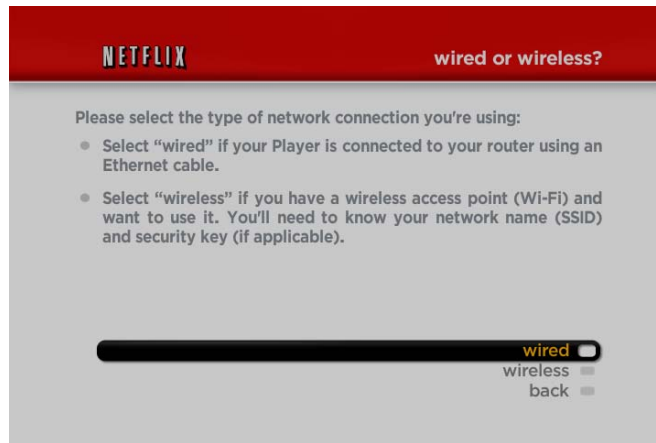 NETFLIX
wired or wireless?
Please select the type of network connection you're using:
Select “wired” if your Player is connected to your router using an
Ethernet cable.
Select “wireless” if you have a wireless access point (Wi-Fi) and
want to use it. You'll need to know your network name (SSID)
and security key (if applicable).
wired
wireless
back